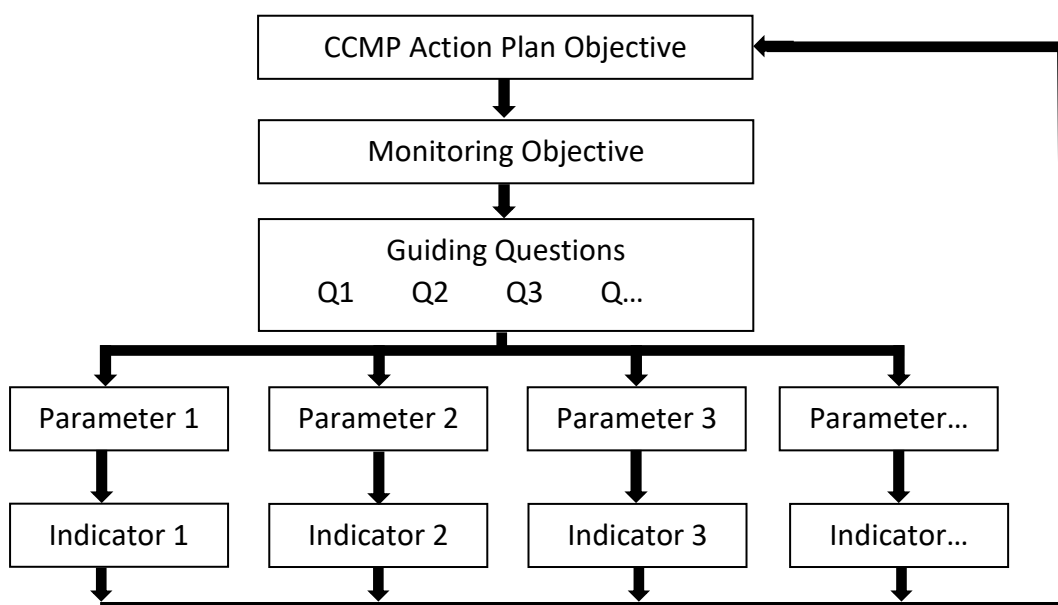 CCMP Action Plan Objective
Monitoring Objective
Guiding Questions
Q1 Q2 Q3 Q...
Parameter 1 Parameter 2 Parameter 3 Parameter...
Indicator 1 Indicator 2 Indicator 3 Indicator...